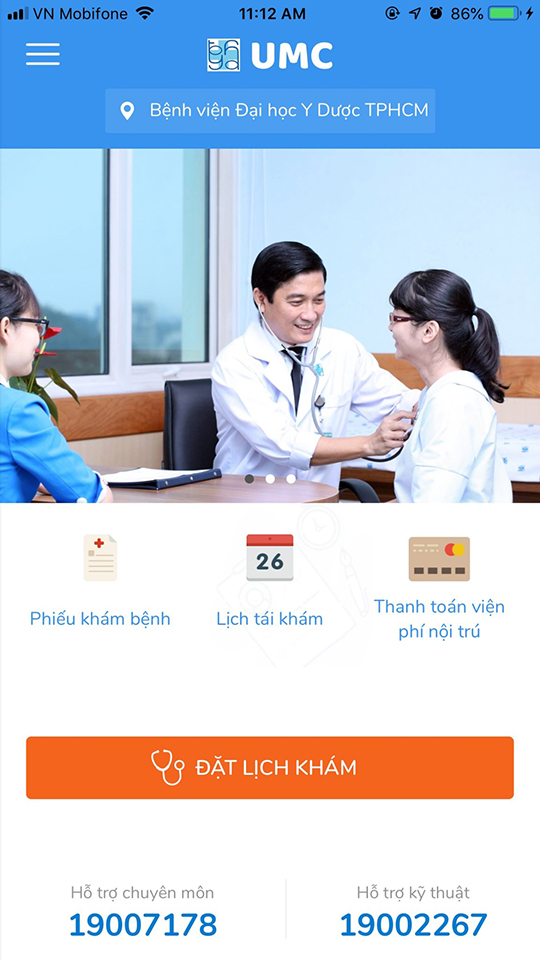 VN Mobifone 11:12 AM 86%
UMC
Bệnh viện Đại học Y Dược TPHCM
26
Phiếu khám bệnh
Lịch tái khám
Thanh toán viện
phí nội trú
ĐẶT LỊCH KHÁM
Hỗ trợ chuyên môn
19007178
Hỗ trợ kỹ thuật
19002267